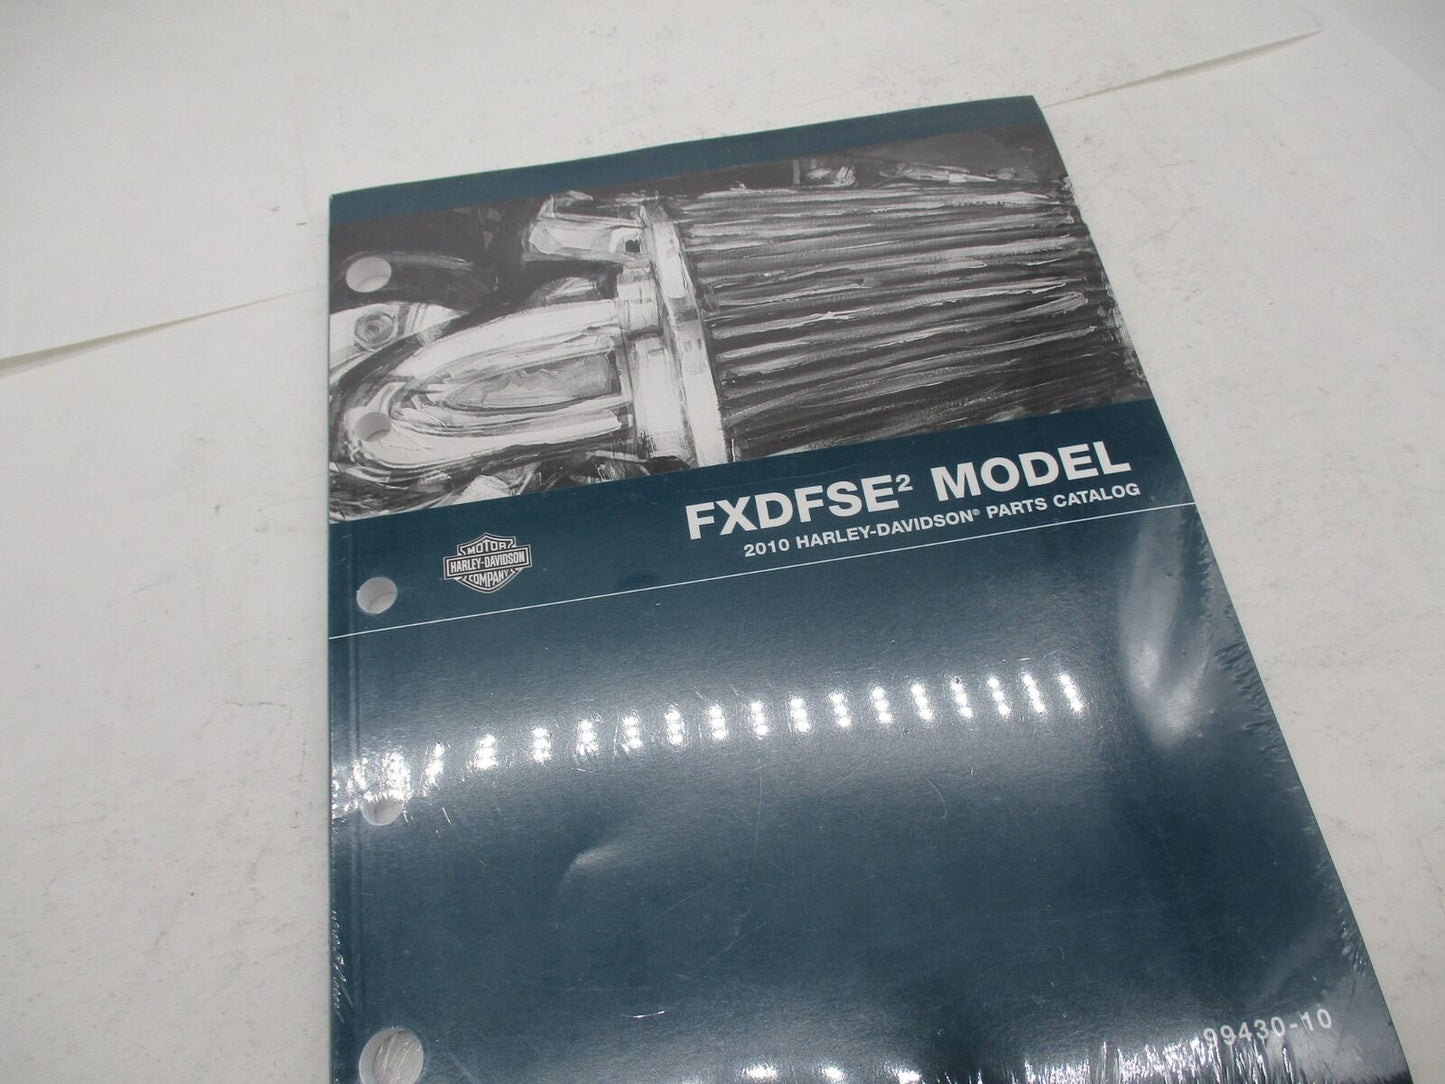 FXDFSE² MODEL
2010 HARLEY-DAVIDSON® PARTS CATALOG
MOTOR
HARLEY-DAVIDSON
COMPANY
99430-10